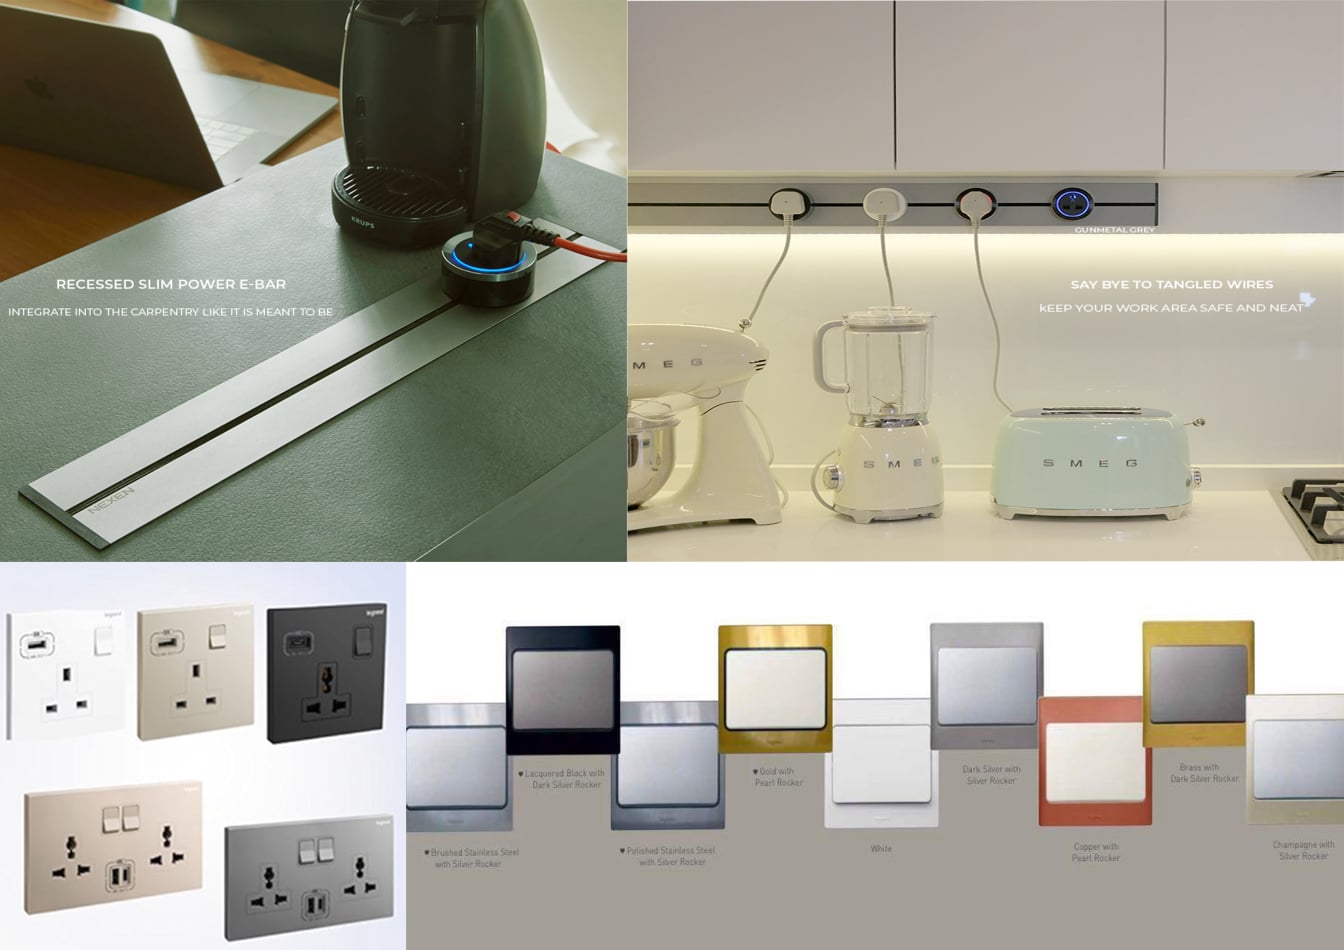 KRUPS
RECESSED SLIM POWER E-BAR
INTEGRATE INTO THE CARPENTRY LIKE IT IS MEANT TO BE
NEXEN
GUNMETAL GREY
SAY BYE TO TANGLED WIRES
KEEP YOUR WORK AREA SAFE AND NEAT
MEG
SMEG
SMEG
legrand
legrand
legrand
legrand
legrand
♥ Lacquered Black with
Dark Silver Rocker
♥ Gold with
Pearl Rocker
Dark Silver with
Silver Rocker
Brass with
Dark Silver Rocker
♥ Brushed Stainless Steel
with Silver Rocker
♥ Polished Stainless Steel
with Silver Rocker
White
Copper with
Pearl Rocker
Champagne with
Silver Rocker